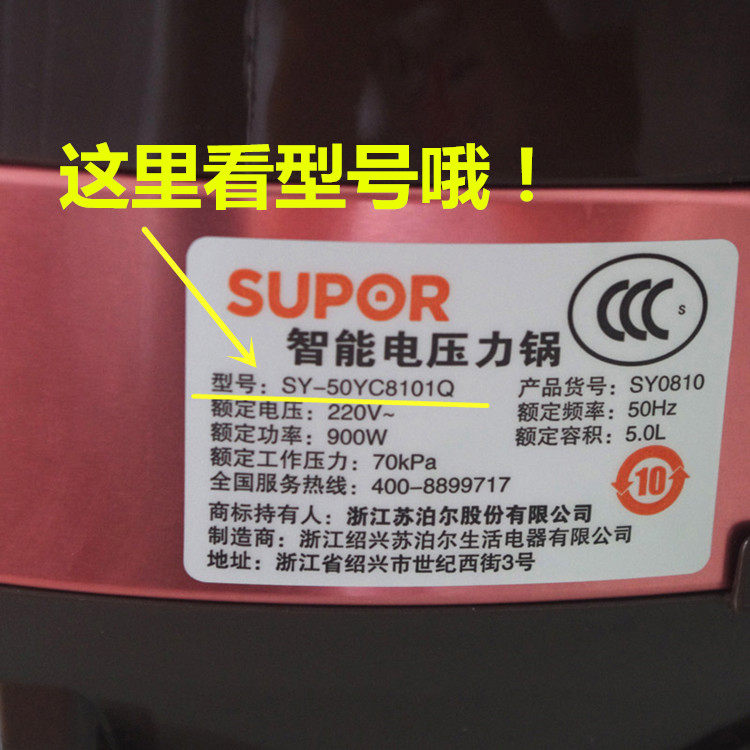 这里看型号哦！
SUPOR
CCC S
智能电压力锅
型号：SY-50YC8101Q 产品货号：SY0810
额定电压：220V~ 额定频率：50Hz
额定功率：900W 额定容积：5.0L
额定工作压力：70kPa
全国服务热线：400-8899717
10
商标持有人：浙江苏泊尔股份有限公司
制造商：浙江绍兴苏泊尔生活电器有限公司
地址：浙江省绍兴市世纪西街3号